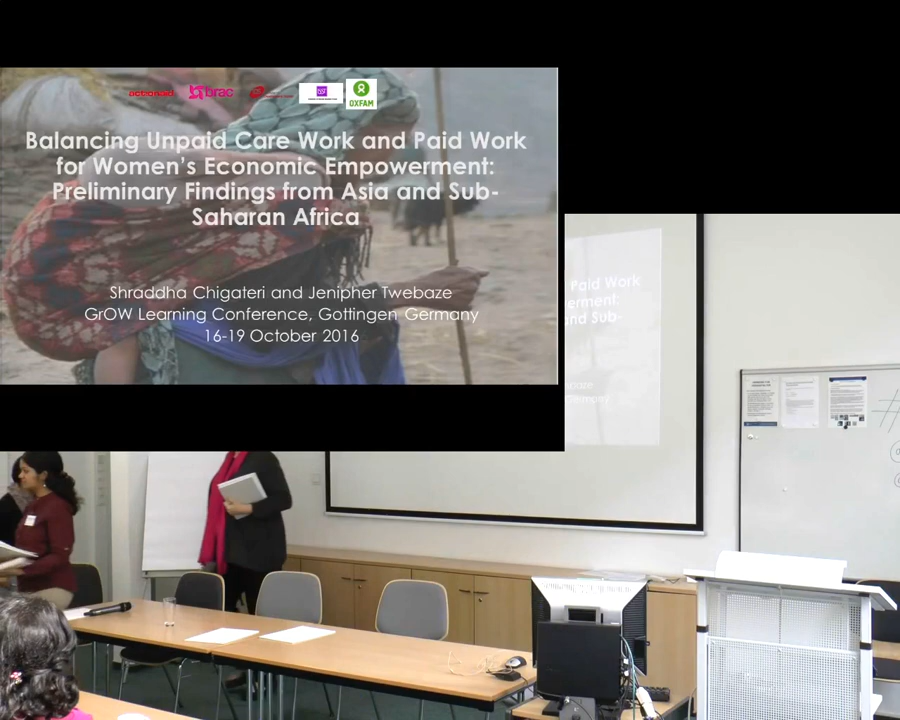 actionaid brac OXFAM
Balancing Unpaid Care Work and Paid Work
for Women's Economic Empowerment:
Preliminary Findings from Asia and Sub-
Saharan Africa
Shraddha Chigateri and Jenipher Twebaze
GrOW Learning Conference, Gottingen Germany
16-19 October 2016
Paid Work
erment:
and Sub-